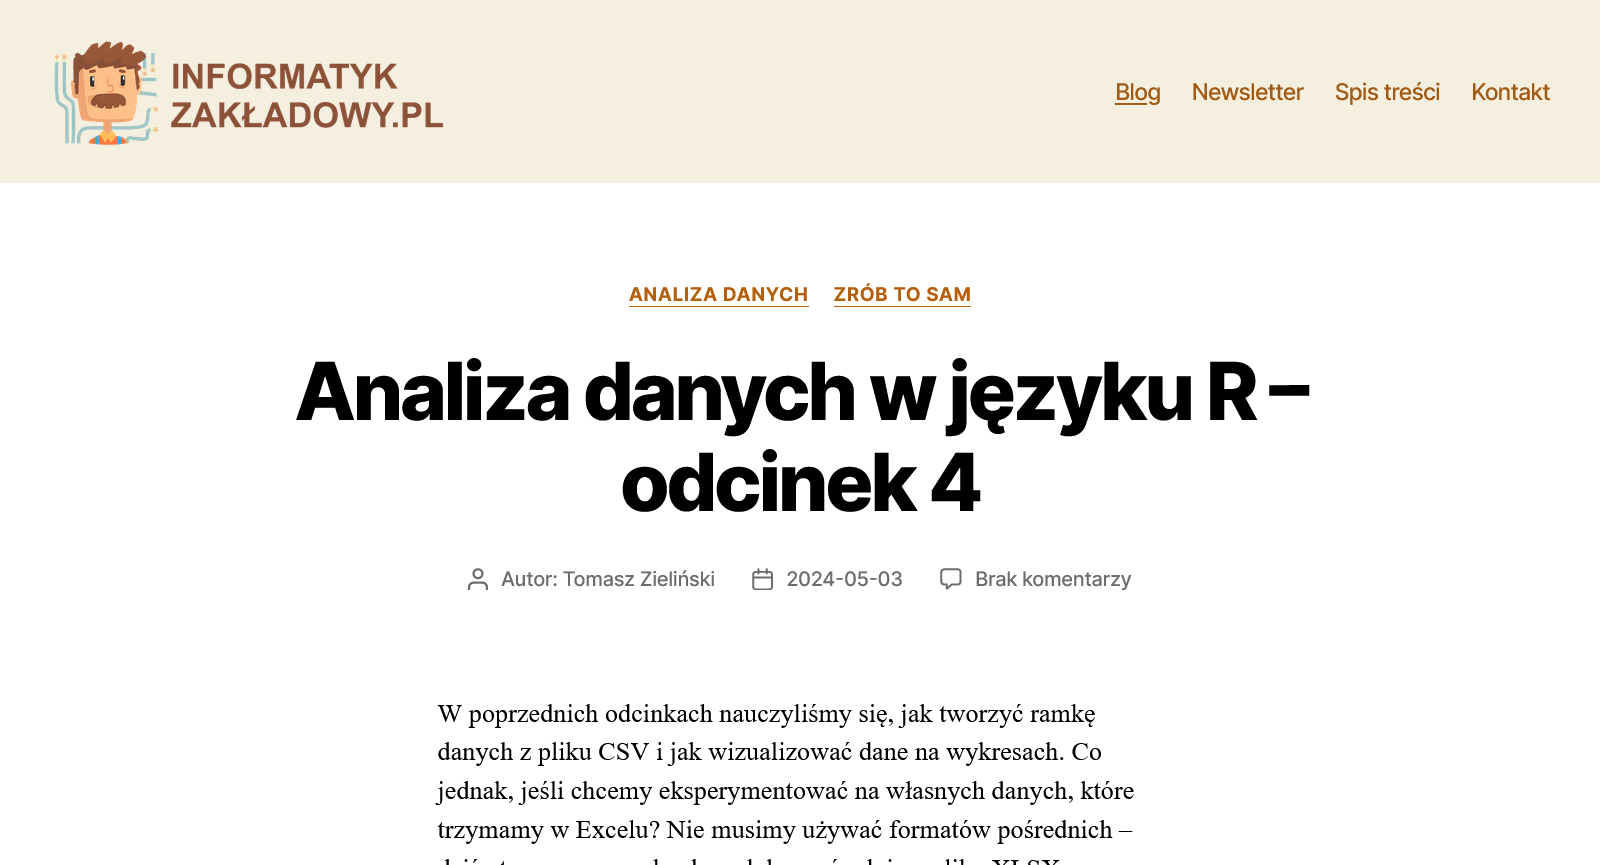 INFORMATYK
ZAKŁADOWY.PL
Blog Newsletter Spis treści Kontakt
ANALIZA DANYCH ZRÓB TO SAM
Analiza danych w języku R –
odcinek 4
Autor: Tomasz Zieliński 2024-05-03 Brak komentarzy
W poprzednich odcinkach nauczyliśmy się, jak tworzyć ramkę
danych z pliku CSV i jak wizualizować dane na wykresach. Co
jednak, jeśli chcemy eksperymentować na własnych danych, które
trzymamy w Excelu? Nie musimy używać formatów pośrednich –